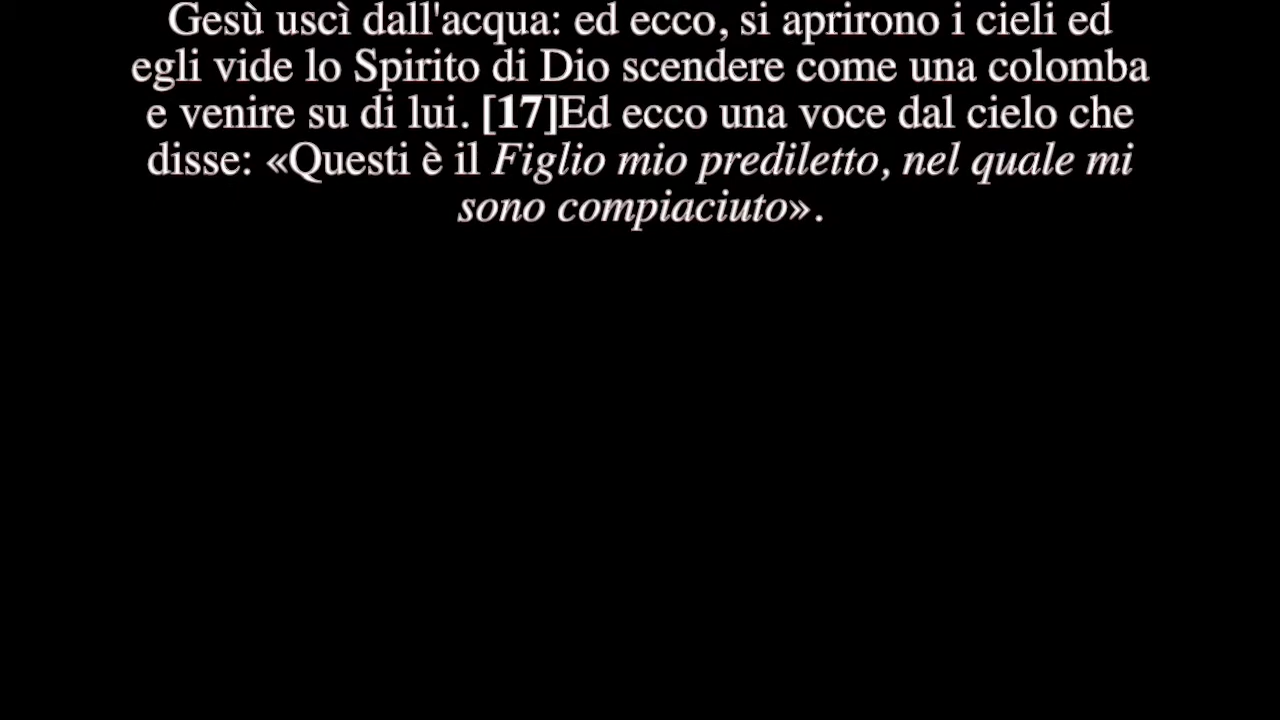 Gesù uscì dall'acqua: ed ecco, si aprirono i cieli ed
egli vide lo Spirito di Dio scendere come una colomba
e venire su di lui. [17]Ed ecco una voce dal cielo che
disse: «Questi è il Figlio mio prediletto, nel quale mi
sono compiaciuto».